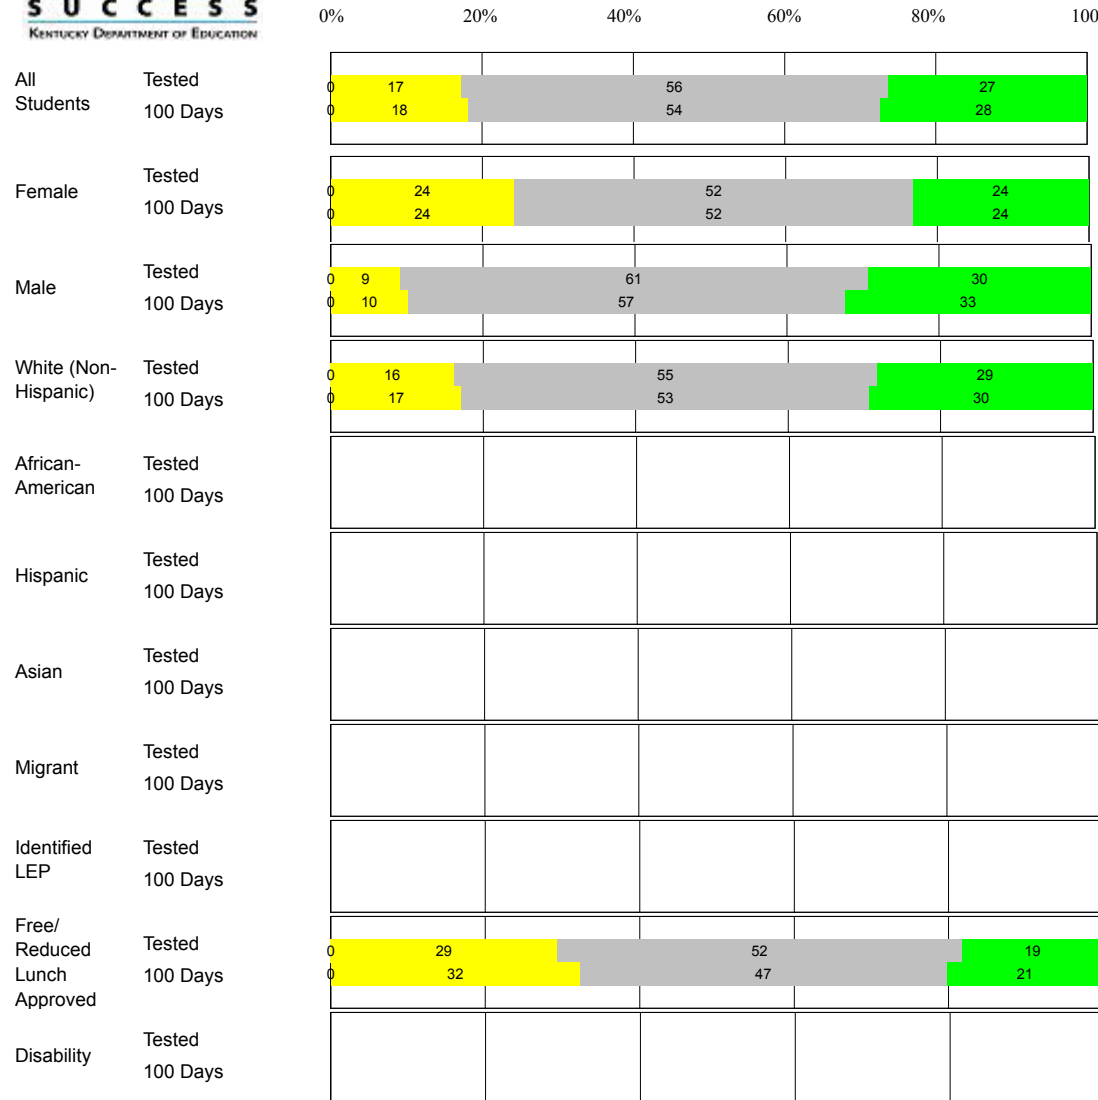 SUCCESS
KENTUCKY DEPARTMENT OF EDUCATION
0% 20% 40% 60% 80% 100
All Students
Tested 0 17 56 27
100 Days 0 18 54 28
Female
Tested 0 24 52 24
100 Days 0 24 52 24
Male
Tested 0 9 61 30
100 Days 0 10 57 33
White (Non-
Hispanic)
Tested 0 16 55 29
100 Days 0 17 53 30
African-
American
Tested
100 Days
Hispanic
Tested
100 Days
Asian
Tested
100 Days
Migrant
Tested
100 Days
Identified
LEP
Tested
100 Days
Free/
Reduced
Lunch
Approved
Tested 0 29 52 19
100 Days 0 32 47 21
Disability
Tested
100 Days